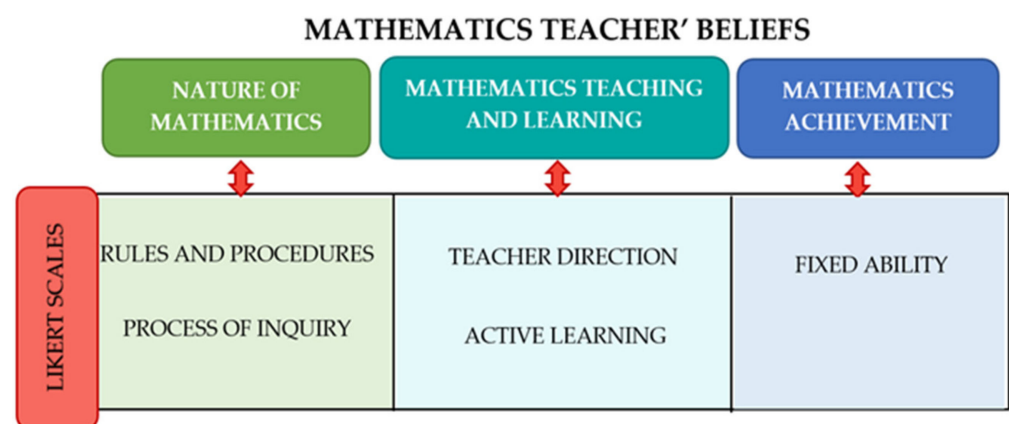 MATHEMATICS TEACHER’ BELIEFS
NATURE OF
MATHEMATICS
MATHEMATICS TEACHING
AND LEARNING
MATHEMATICS
ACHIEVEMENT
LIKERT SCALES
RULES AND PROCEDURES
PROCESS OF INQUIRY
TEACHER DIRECTION
ACTIVE LEARNING
FIXED ABILITY